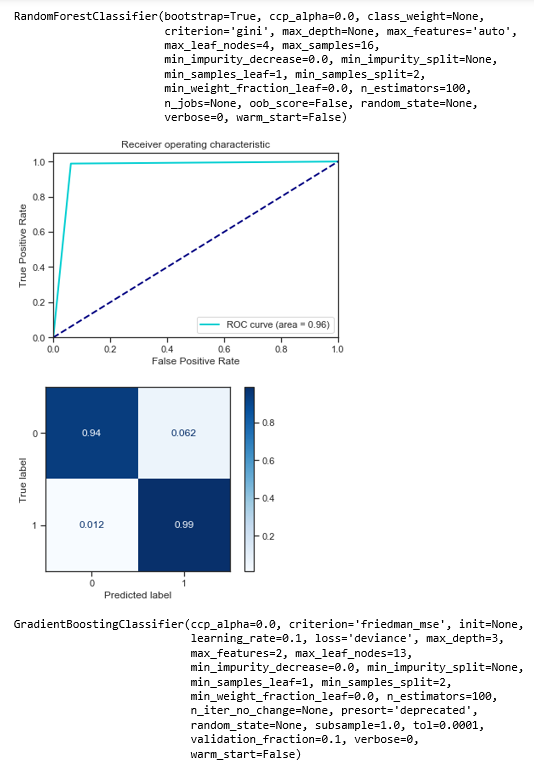 RandomForestClassifier(bootstrap=True, ccp_alpha=0.0, class_weight=None,
criterion='gini', max_depth=None, max_features='auto',
max_leaf_nodes=4, max_samples=16,
min_impurity_decrease=0.0, min_impurity_split=None,
min_samples_leaf=1, min_samples_split=2,
min_weight_fraction_leaf=0.0, n_estimators=100,
n_jobs=None, oob_score=False, random_state=None,
verbose=0, warm_start=False)
Receiver operating characteristic
1.0
0.8
0.6
0.4
0.2
0.0
True Positive Rate
ROC curve (area = 0.96)
0.0 0.2 0.4 0.6 0.8 1.0
False Positive Rate
0.94 0.062
0.012 0.99
0
1
True label
0 1
Predicted label
0.8
0.6
0.4
0.2
GradientBoostingClassifier(ccp_alpha=0.0, criterion='friedman_mse', init=None,
learning_rate=0.1, loss='deviance', max_depth=3,
max_features=2, max_leaf_nodes=13,
min_impurity_decrease=0.0, min_impurity_split=None,
min_samples_leaf=1, min_samples_split=2,
min_weight_fraction_leaf=0.0, n_estimators=100,
n_iter_no_change=None, presort='deprecated',
random_state=None, subsample=1.0, tol=0.0001,
validation_fraction=0.1, verbose=0,
warm_start=False)